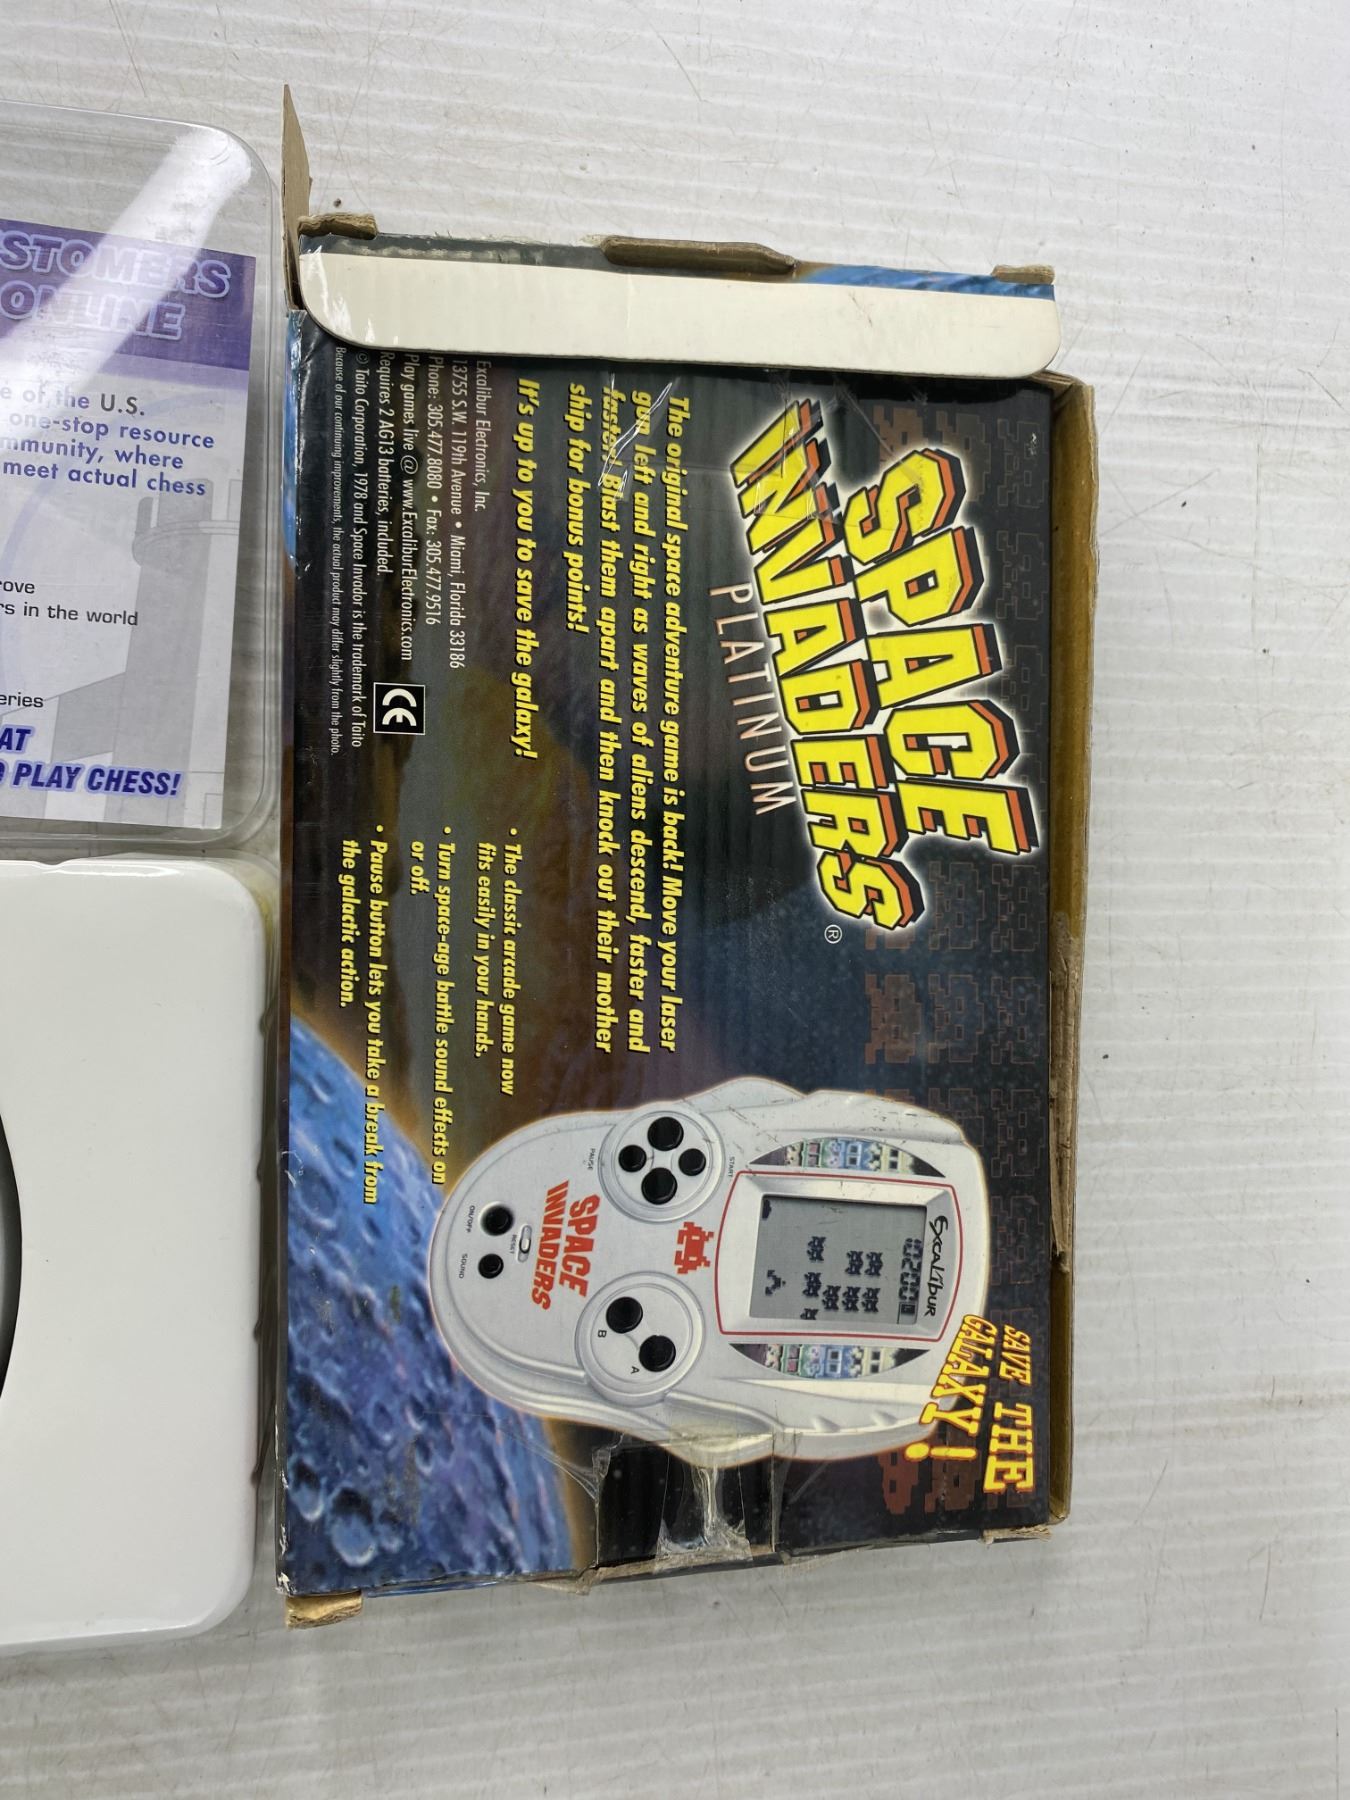 SPACE
INVADERS
®
PLATINUM
SAVE THE
GALAXY!
The original space adventure game is back! Move your laser
gun left and right as waves of aliens descend, faster and
faster! Blast them apart and then knock out their mother
ship for bonus points!
It's up to you to save the galaxy!
• The classic arcade game now
fits easily in your hands.
• Turn space-age battle sound effects on
or off.
• Pause button lets you take a break from
the galactic action.
Excalibur Electronics, Inc.
13755 S.W. 119th Avenue • Miami, Florida 33186
Phone: 305.477.8080 • Fax: 305.477.9516
Play games live @ www.ExcaliburElectronics.com
Requires 2 AG13 batteries, included.
© Taito Corporation, 1978 and Space Invador is the trademark of Taito
Because of our continuing improvements, the actual product may differ slightly from the photo.
CE
Excalibur
0200
START
PAUSE
SPACE
INVADERS
ON/OFF
RESET
SOUND
B
A
STOMERS
ONLINE
of the U.S.
one-stop resource
mmunity, where
meet actual chess
rove
rs in the world
eries
AT
PLAY CHESS!